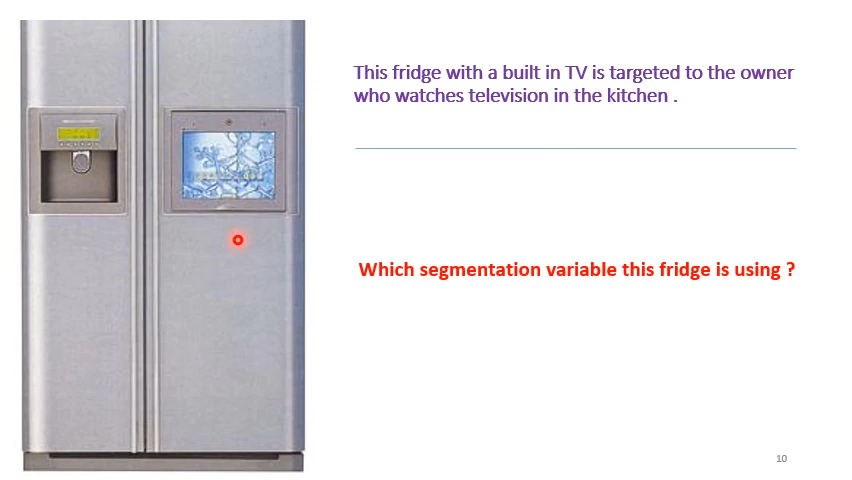 This fridge with a built in TV is targeted to the owner
who watches television in the kitchen .
Which segmentation variable this fridge is using ?
10